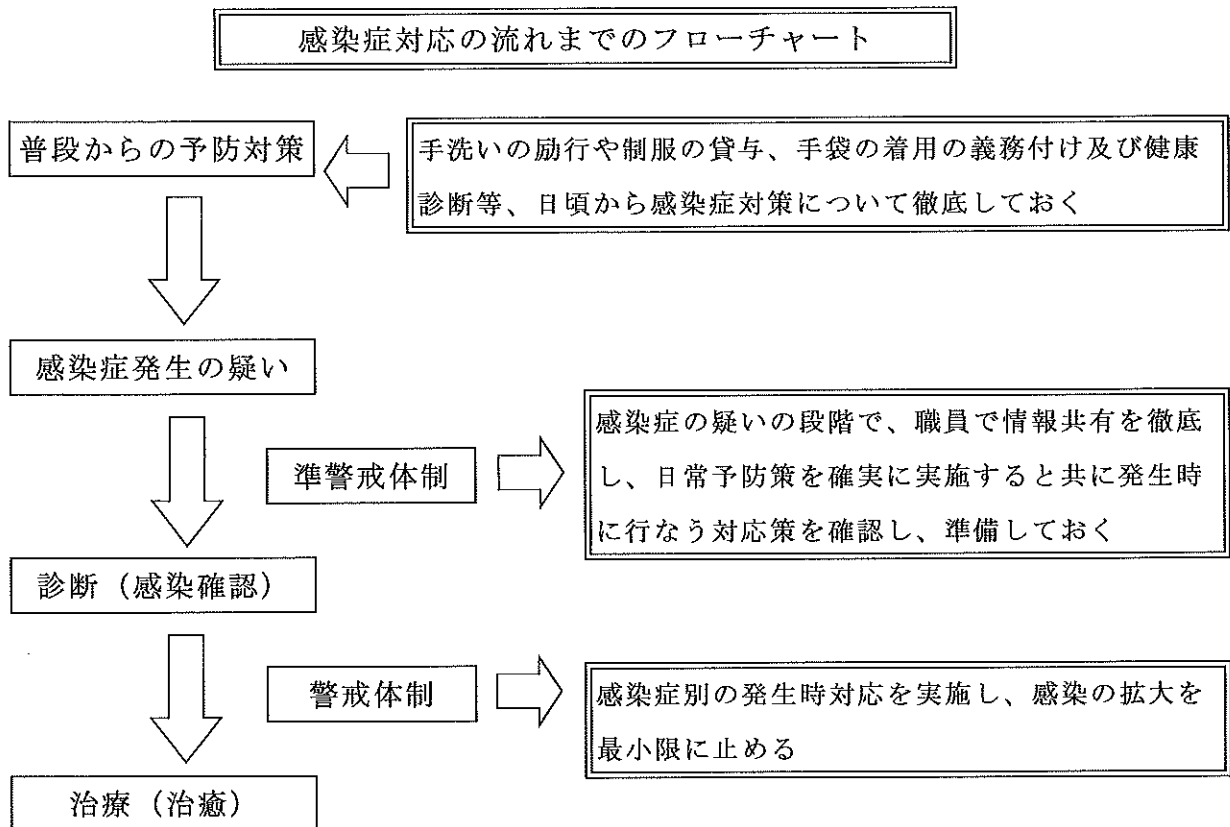 感染症対応の流れまでのフローチャート
普段からの予防対策
手洗いの励行や制服の貸与、手袋の着用の義務付け及び健康
診断等、日頃から感染症対策について徹底しておく
感染症発生の疑い
準警戒体制
感染症の疑いの段階で、職員で情報共有を徹底
し、日常予防策を確実に実施すると共に発生時
に行なう対応策を確認し、準備しておく
診断（感染確認）
警戒体制
感染症別の発生時対応を実施し、感染の拡大を
最小限に止める
治療（治癒）